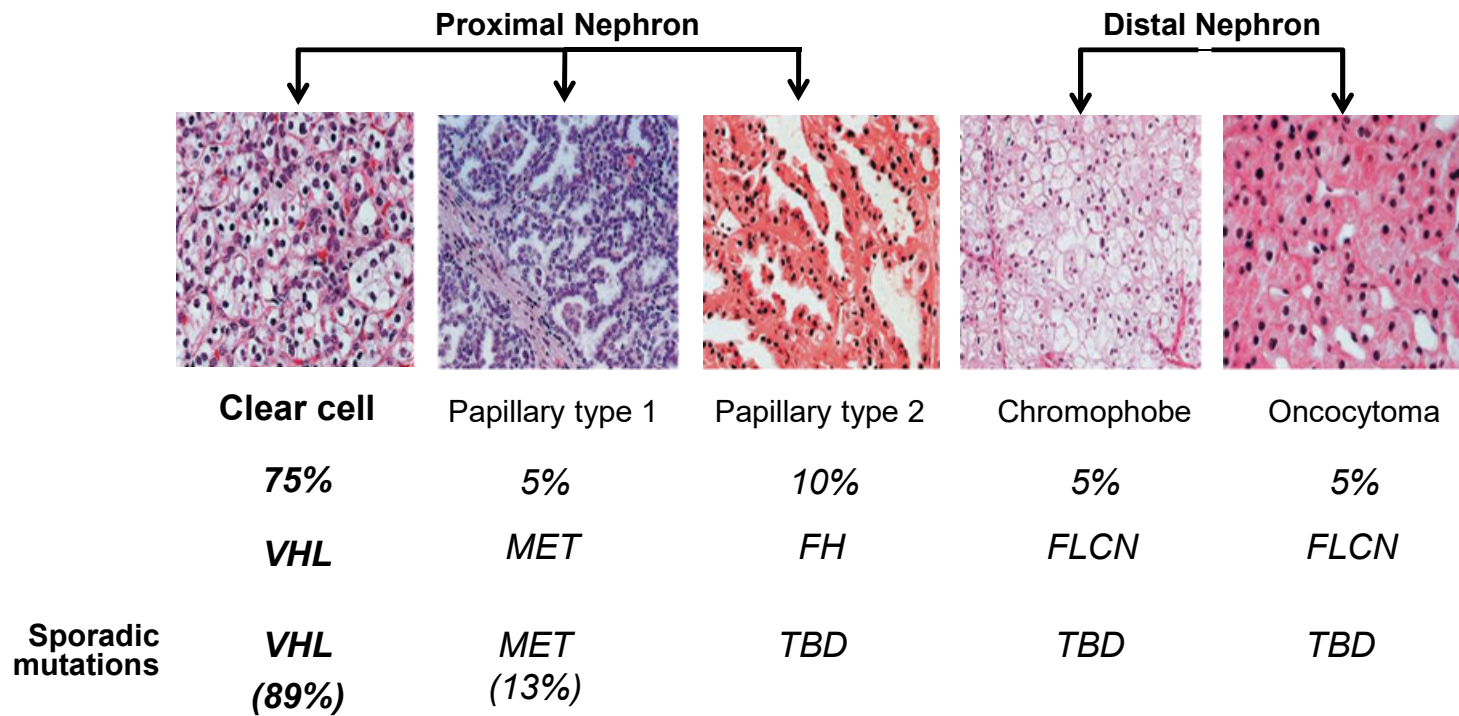 Proximal Nephron
Distal Nephron
Clear cell
Papillary type 1
Papillary type 2
Chromophobe
Oncocytoma
75%
5%
10%
5%
5%
VHL
MET
FH
FLCN
FLCN
Sporadic
mutations
VHL
(89%)
MET
(13%)
TBD
TBD
TBD